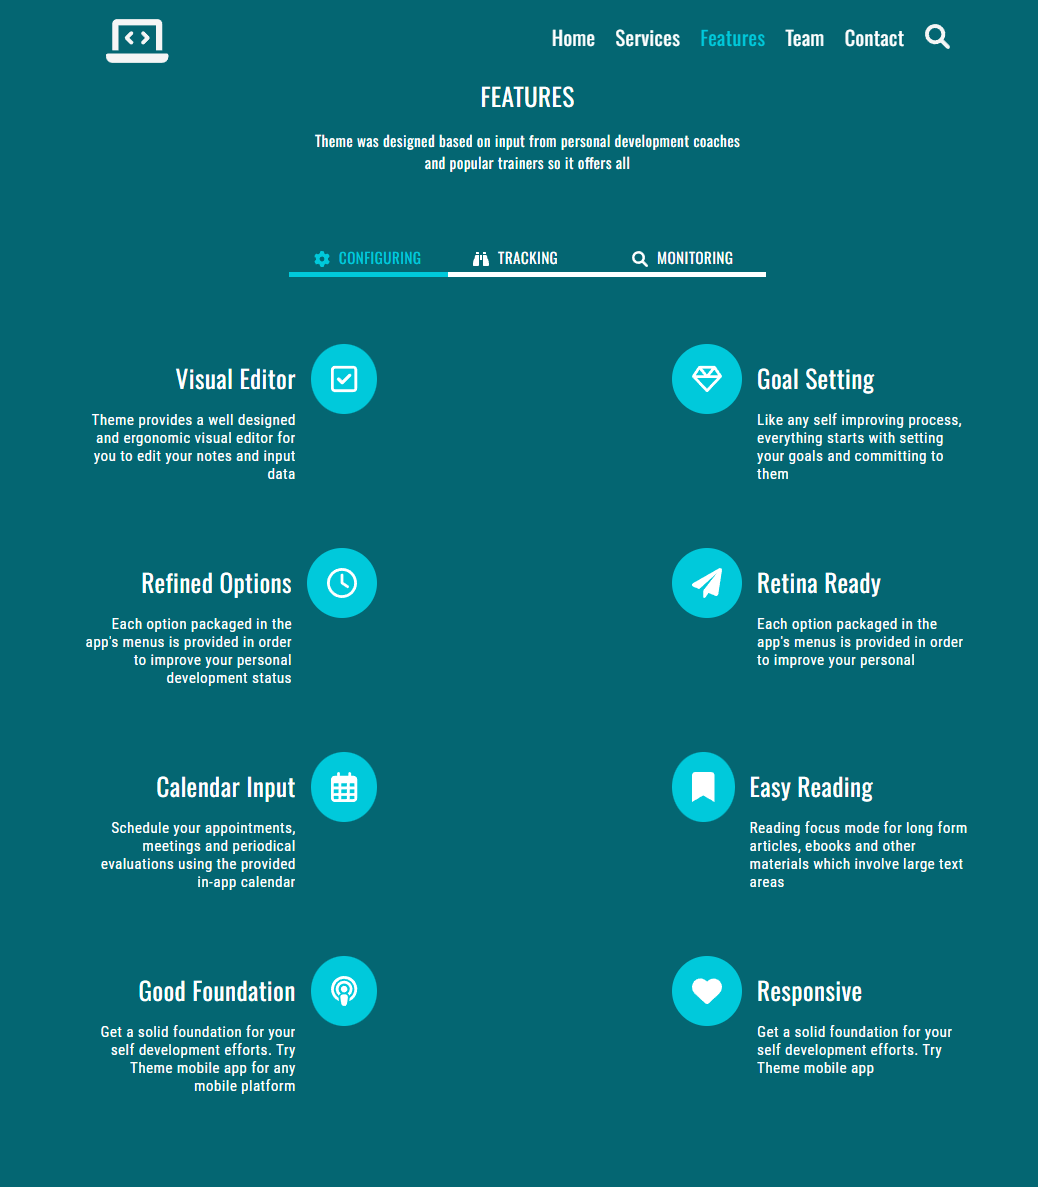 Home Services Features Team Contact
FEATURES
Theme was designed based on input from personal development coaches
and popular trainers so it offers all
CONFIGURING TRACKING MONITORING
Visual Editor
Theme provides a well designed
and ergonomic visual editor for
you to edit your notes and input
data
Goal Setting
Like any self improving process,
everything starts with setting
your goals and committing to
them
Refined Options
Each option packaged in the
app's menus is provided in order
to improve your personal
development status
Retina Ready
Each option packaged in the
app's menus is provided in order
to improve your personal
Calendar Input
Schedule your appointments,
meetings and periodical
evaluations using the provided
in-app calendar
Easy Reading
Reading focus mode for long form
articles, ebooks and other
materials which involve large text
areas
Good Foundation
Get a solid foundation for your
self development efforts. Try
Theme mobile app for any
mobile platform
Responsive
Get a solid foundation for your
self development efforts. Try
Theme mobile app